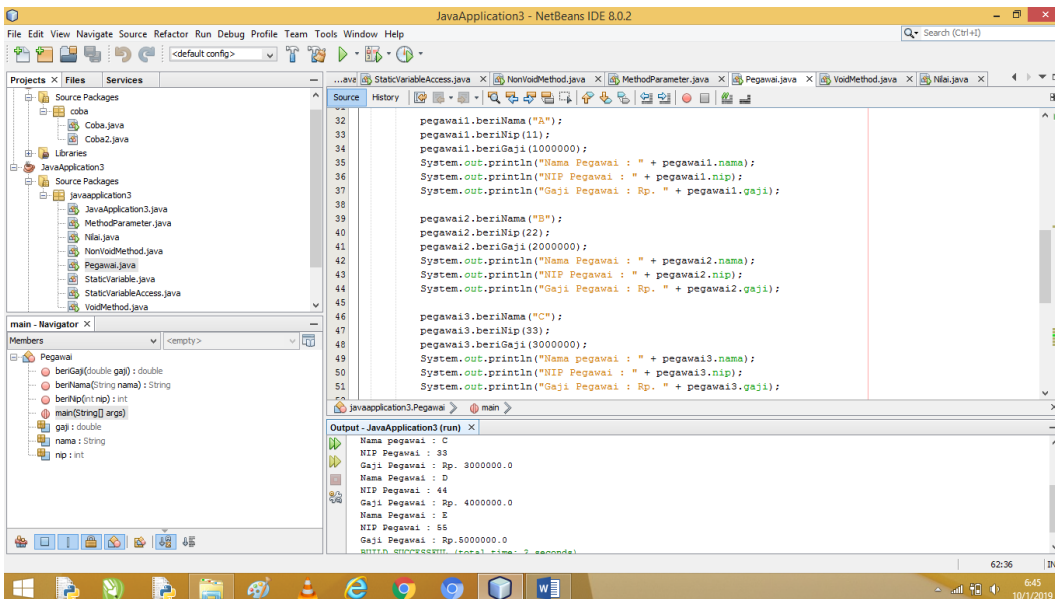 JavaApplication3 - NetBeans IDE 8.0.2
File Edit View Navigate Source Refactor Run Debug Profile Team Tools Window Help
Search (Ctrl+I)
<default config>
Projects Files Services
Source Packages
coba
Coba.java
Coba2.java
Libraries
JavaApplication3
Source Packages
javaapplication3
JavaApplication3.java
MethodParameter.java
Nilai.java
NonVoidMethod.java
Pegawai.java
StaticVariable.java
StaticVariableAccess.java
VoidMethod.java
main - Navigator
Members <empty>
Pegawai
beriGaji(double gaji) : double
beriNama(String nama) : String
beriNip(int nip) : int
main(String[] args)
gaji : double
nama : String
nip : int
...ave StaticVariableAccess.java NonVoidMethod.java MethodParameter.java Pegawai.java VoidMethod.java Nilai.java
Source History
32 pegawai1.beriNama("A");
33 pegawai1.beriNip(11);
34 pegawai1.beriGaji(1000000);
35 System.out.println("Nama Pegawai : " + pegawai1.nama);
36 System.out.println("NIP Pegawai : " + pegawai1.nip);
37 System.out.println("Gaji Pegawai : Rp. " + pegawai1.gaji);
38
39 pegawai2.beriNama("B");
40 pegawai2.beriNip(22);
41 pegawai2.beriGaji(2000000);
42 System.out.println("Nama Pegawai : " + pegawai2.nama);
43 System.out.println("NIP Pegawai : " + pegawai2.nip);
44 System.out.println("Gaji Pegawai : Rp. " + pegawai2.gaji);
45
46 pegawai3.beriNama("C");
47 pegawai3.beriNip(33);
48 pegawai3.beriGaji(3000000);
49 System.out.println("Nama pegawai : " + pegawai3.nama);
50 System.out.println("NIP Pegawai : " + pegawai3.nip);
51 System.out.println("Gaji Pegawai : Rp. " + pegawai3.gaji);
javaapplication3.Pegawai main
Output - JavaApplication3 (run)
Nama pegawai : C
NIP Pegawai : 33
Gaji Pegawai : Rp. 3000000.0
Nama Pegawai : D
NIP Pegawai : 44
Gaji Pegawai : Rp. 4000000.0
Nama Pegawai : E
NIP Pegawai : 55
Gaji Pegawai : Rp.5000000.0
BUILD SUCCESSFUL (total time: 3 seconds)
62:36 IN
6:45
10/1/2019